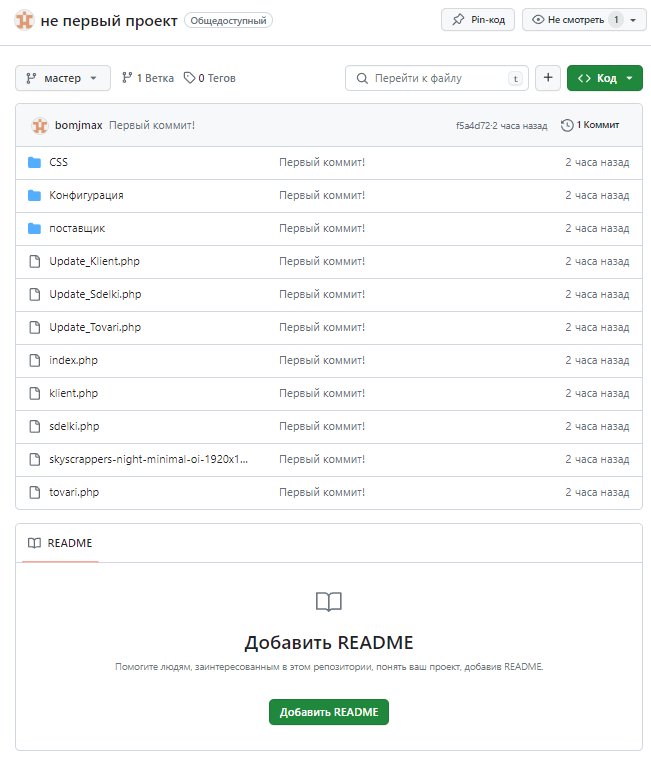 не первый проект Общедоступный Pin-код Не смотреть 1
мастер 1 Ветка 0 Тегов Перейти к файлу t + Код
bomjmax Первый коммит! f5a4d72·2 часа назад 1 Коммит
CSS Первый коммит! 2 часа назад
Конфигурация Первый коммит! 2 часа назад
поставщик Первый коммит! 2 часа назад
Update_Klient.php Первый коммит! 2 часа назад
Update_Sdelki.php Первый коммит! 2 часа назад
Update_Tovari.php Первый коммит! 2 часа назад
index.php Первый коммит! 2 часа назад
klient.php Первый коммит! 2 часа назад
sdelki.php Первый коммит! 2 часа назад
skyscrappers-night-minimal-oi-1920x1... Первый коммит! 2 часа назад
tovari.php Первый коммит! 2 часа назад
README
Добавить README
Помогите людям, заинтересованным в этом репозитории, понять ваш проект, добавив README.
Добавить README